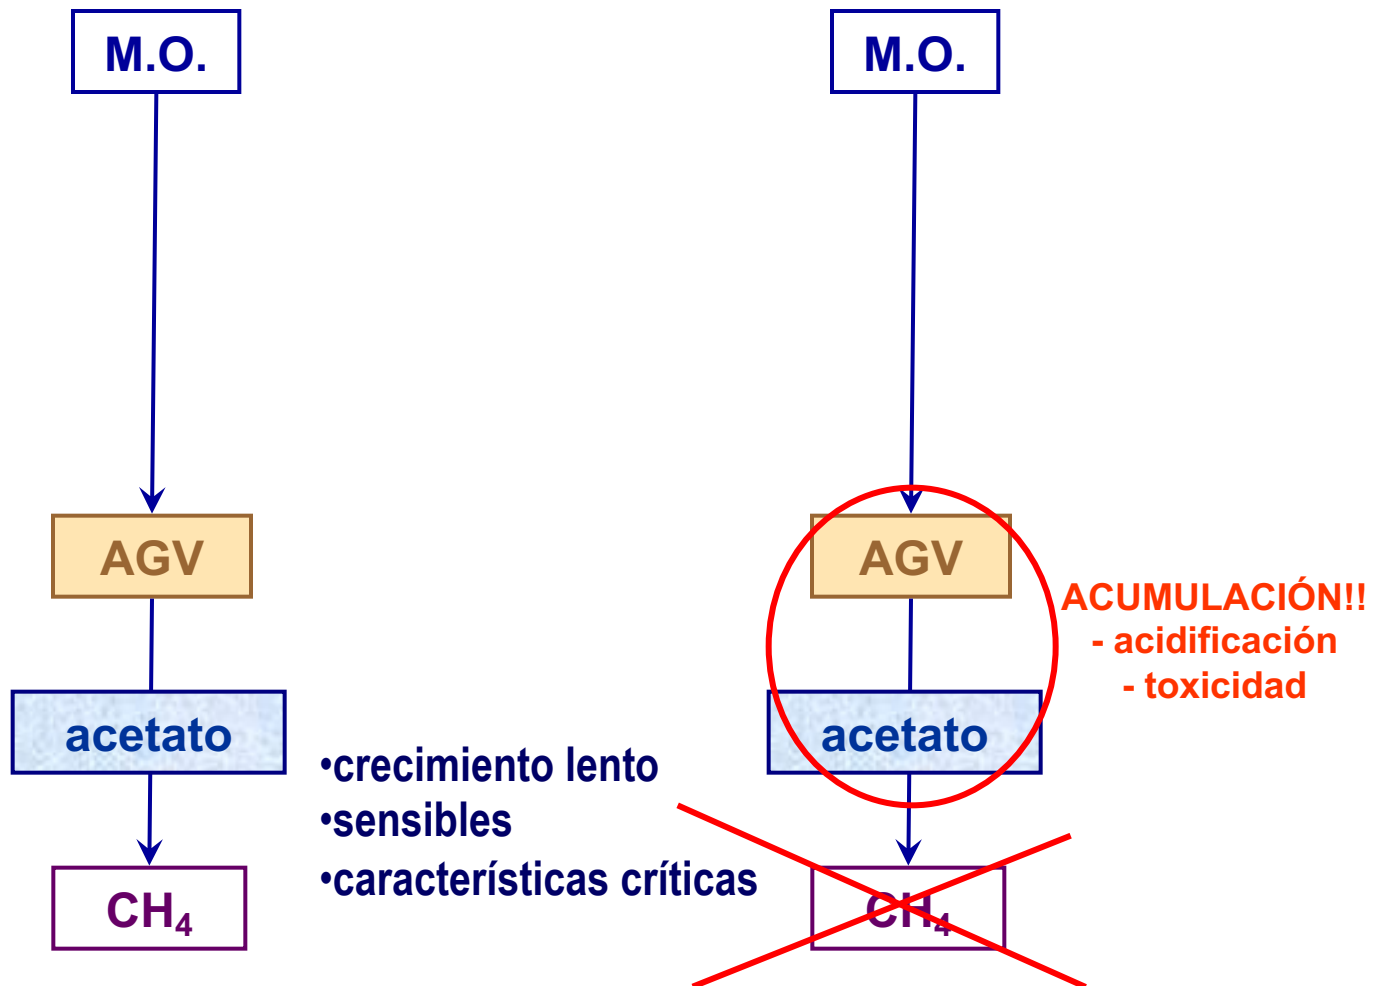 M.O.
AGV
acetato
CH₄
•crecimiento lento
•sensibles
•características críticas
M.O.
AGV
acetato
CH₄
ACUMULACIÓN!!
- acidificación
- toxicidad